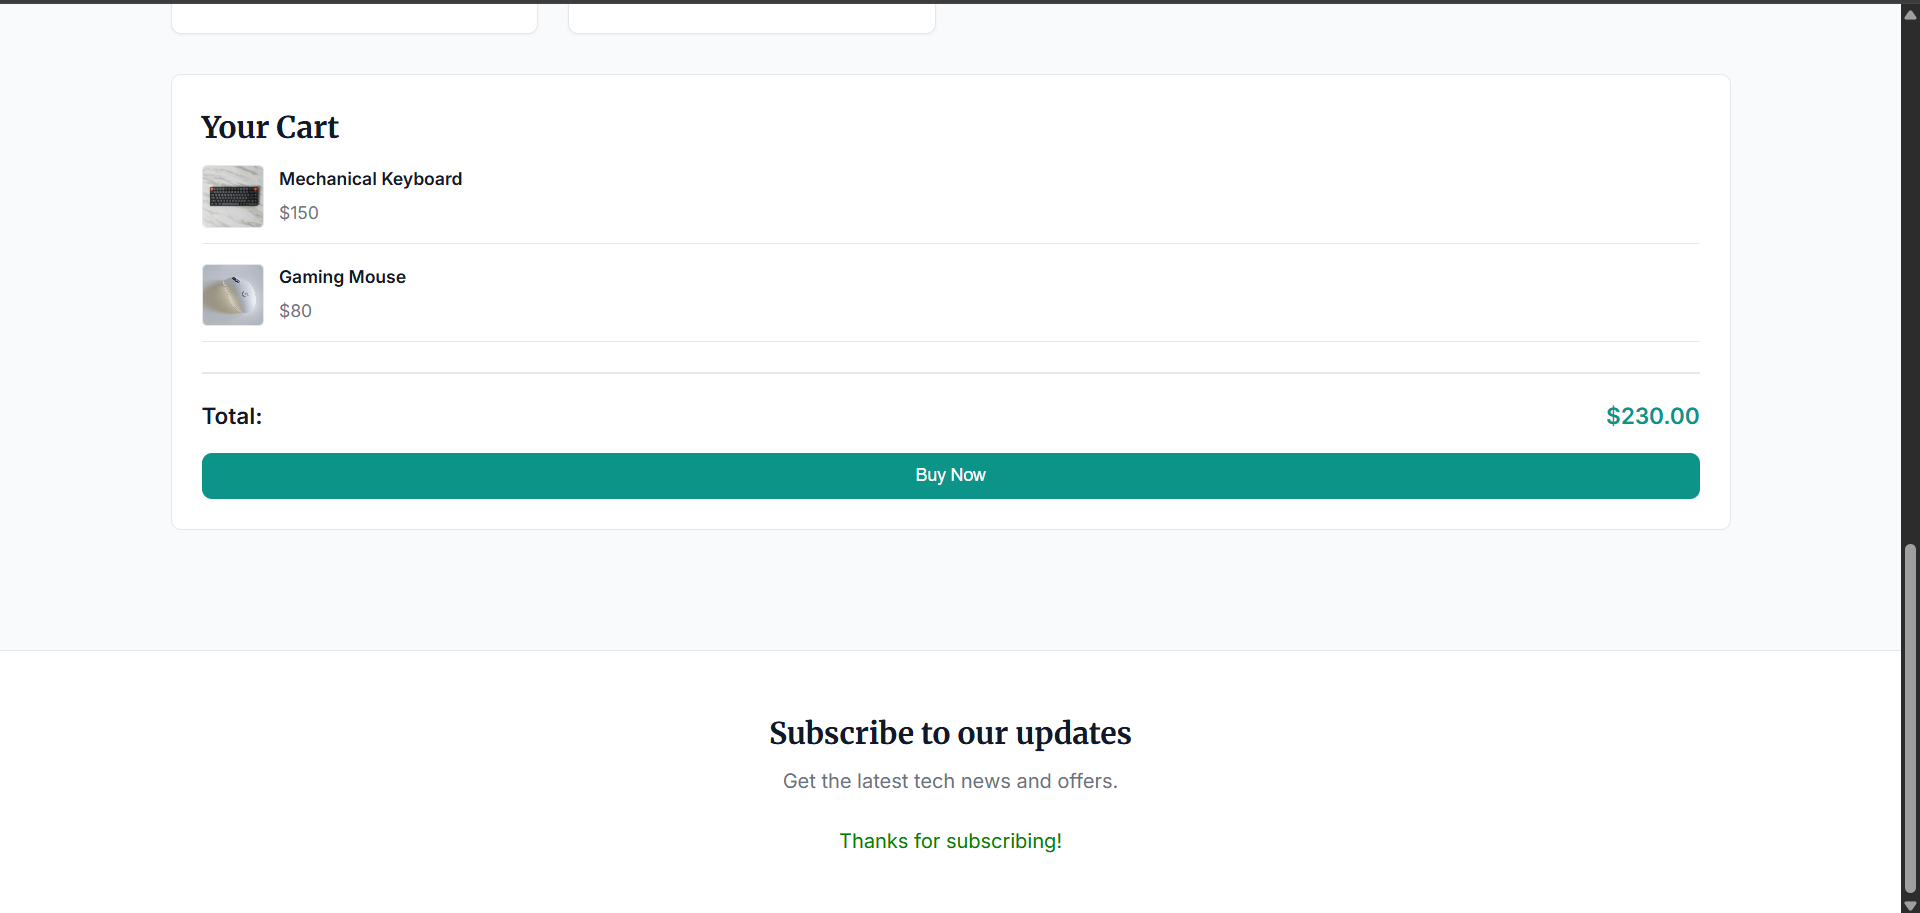 Your Cart
Mechanical Keyboard
$150
Gaming Mouse
$80
Total:
$230.00
Buy Now
Subscribe to our updates
Get the latest tech news and offers.
Thanks for subscribing!